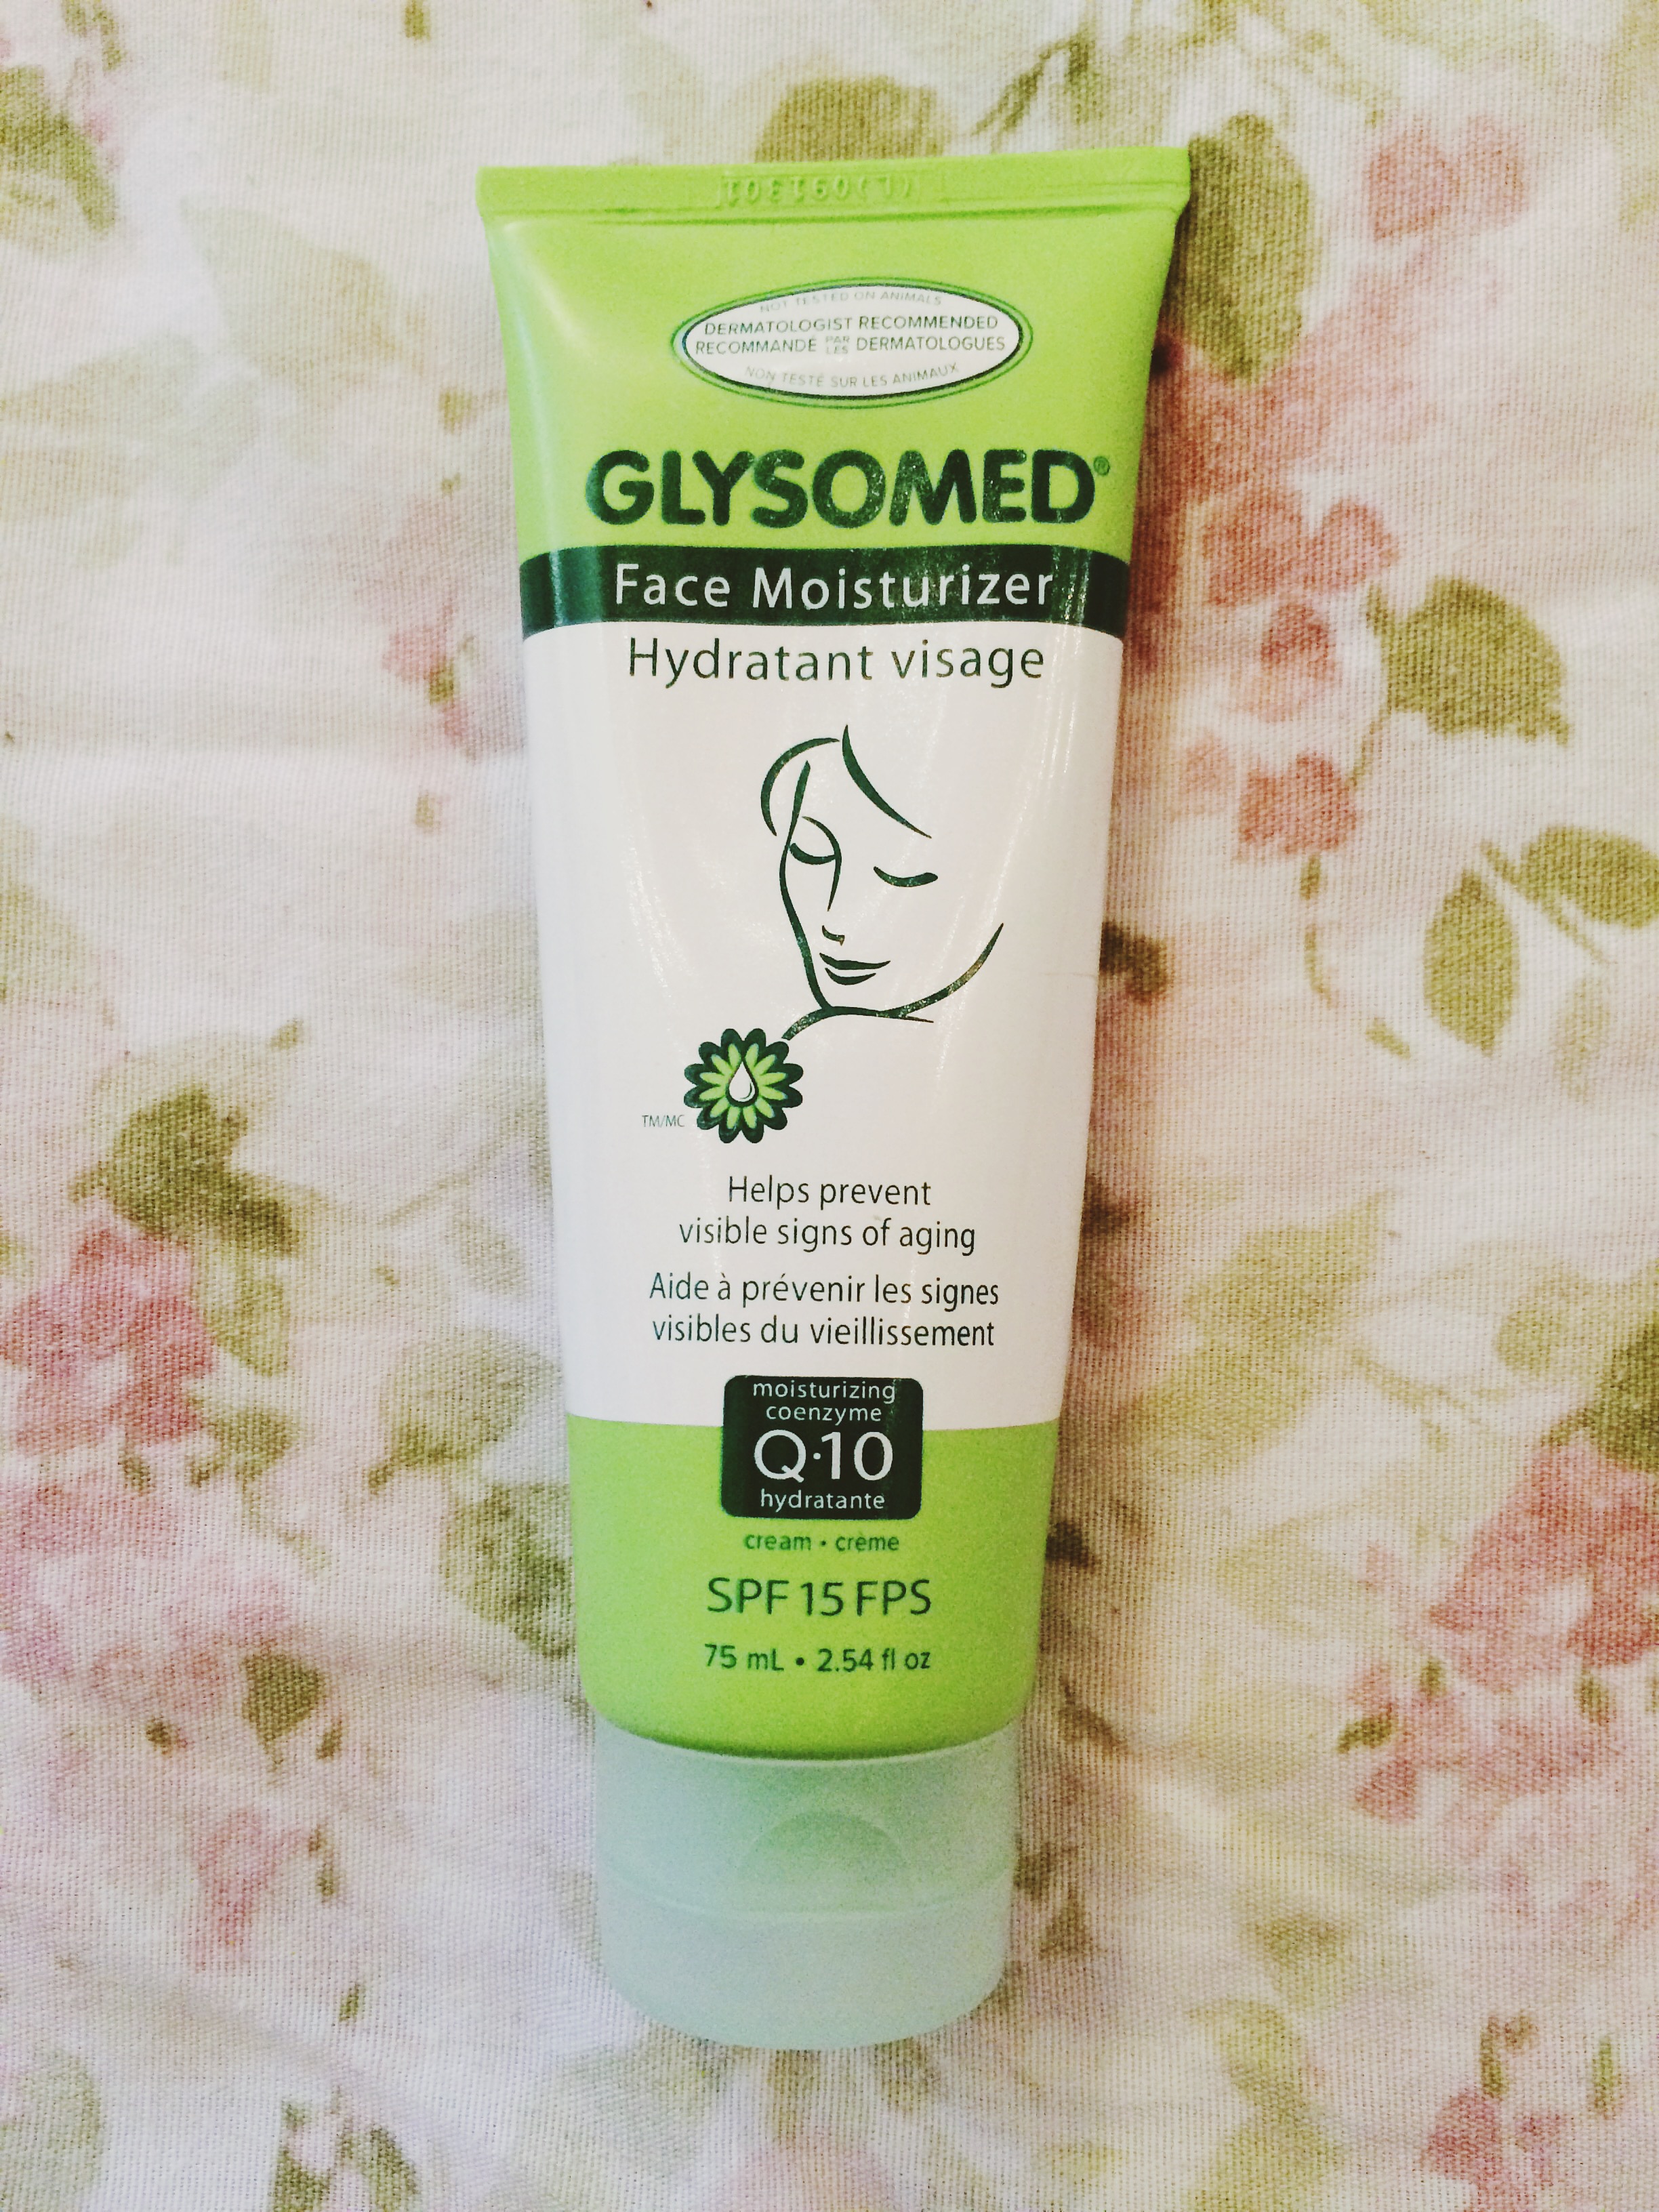 NOT TESTED ON ANIMALS
DERMATOLOGIST RECOMMENDED
RECOMMANDÉ PAR LES DERMATOLOGUES
NON TESTÉ SUR LES ANIMAUX
GLYSOMED®
Face Moisturizer
Hydratant visage
TM/MC
Helps prevent
visible signs of aging
Aide à prévenir les signes
visibles du vieillissement
moisturizing
coenzyme
Q·10
hydratante
cream • crème
SPF 15 FPS
75 mL • 2.54 fl oz